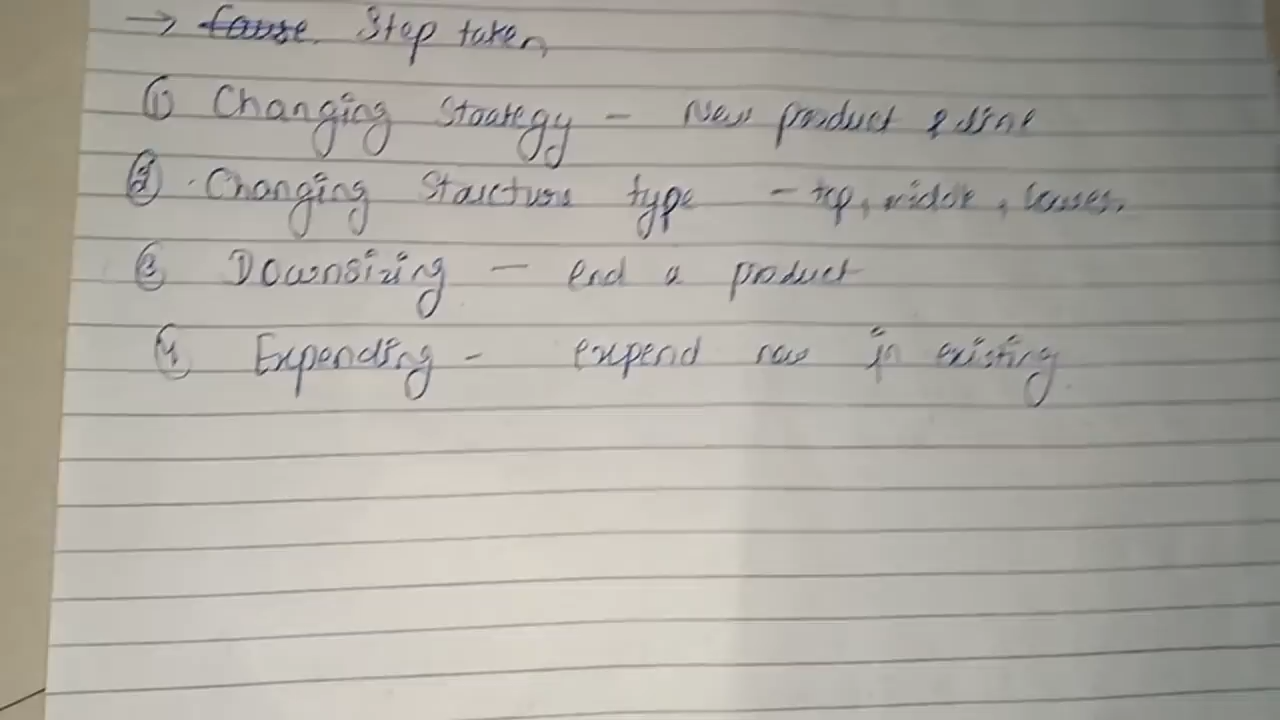 → Cause Step taken
① Changing Strategy - New product & line
② Changing Structure type - top, middle, lower.
③ Downsizing - end a product
④ Expending - expend new in existing